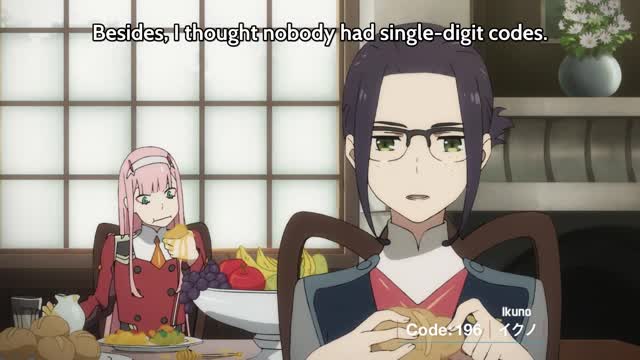 Besides, I thought nobody had single-digit codes.
Ikuno
Code: 196 イクノ